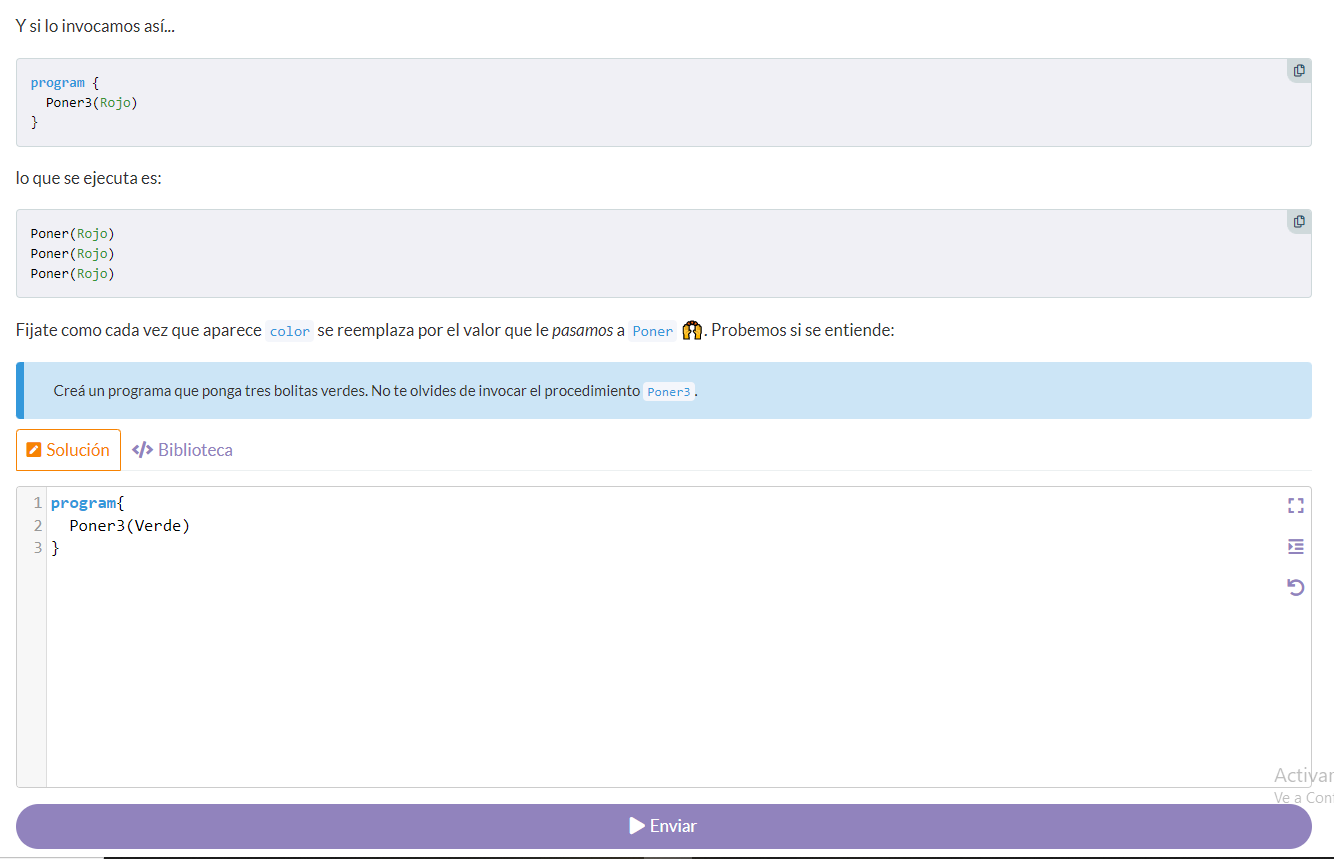 Y si lo invocamos así...
program {
  Poner3(Rojo)
}
lo que se ejecuta es:
Poner(Rojo)
Poner(Rojo)
Poner(Rojo)
Fijate como cada vez que aparece color se reemplaza por el valor que le pasamos a Poner 🙌. Probemos si se entiende:
Creá un programa que ponga tres bolitas verdes. No te olvides de invocar el procedimiento Poner3.
Solución </> Biblioteca
1 program{
2   Poner3(Verde)
3 }
Activar
Ve a Con
Enviar